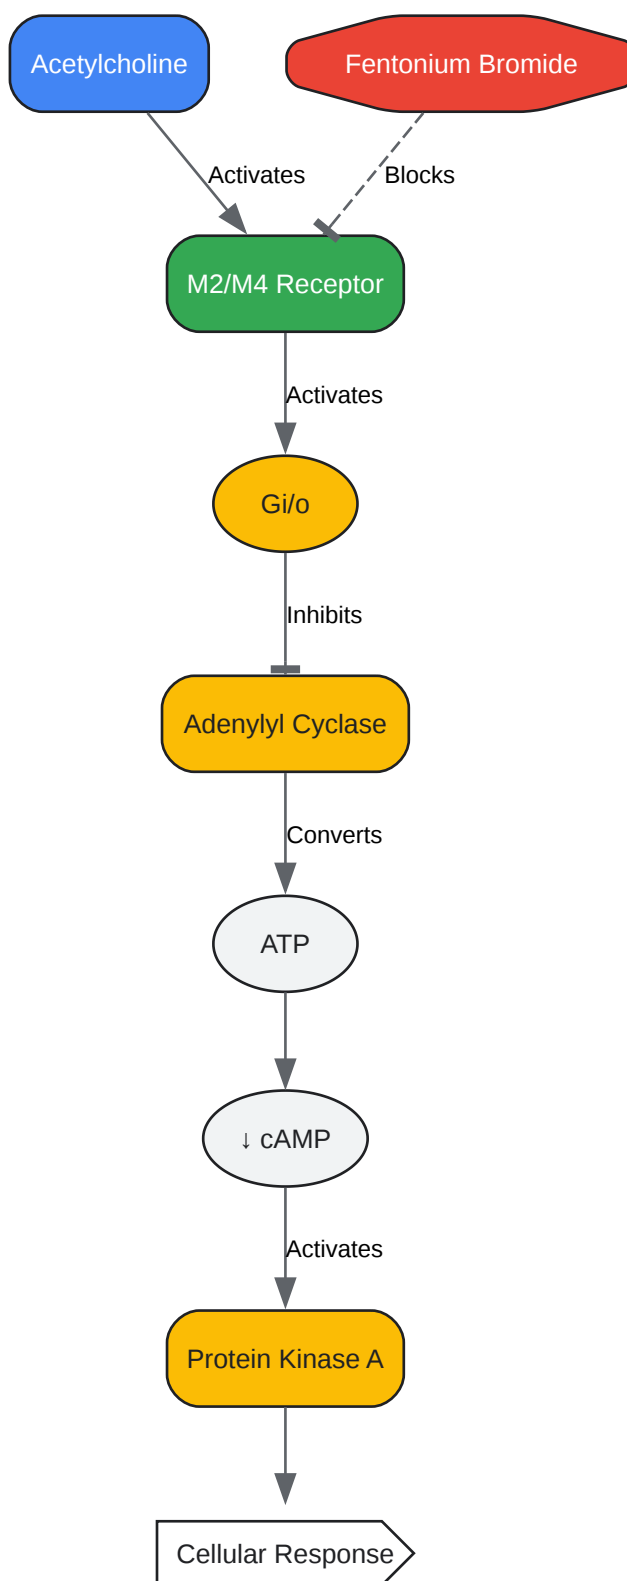 Acetylcholine
Fentonium Bromide
Activates
Blocks
M2/M4 Receptor
Activates
Gi/o
Inhibits
Adenylyl Cyclase
Converts
ATP
↓ cAMP
Activates
Protein Kinase A
Cellular Response